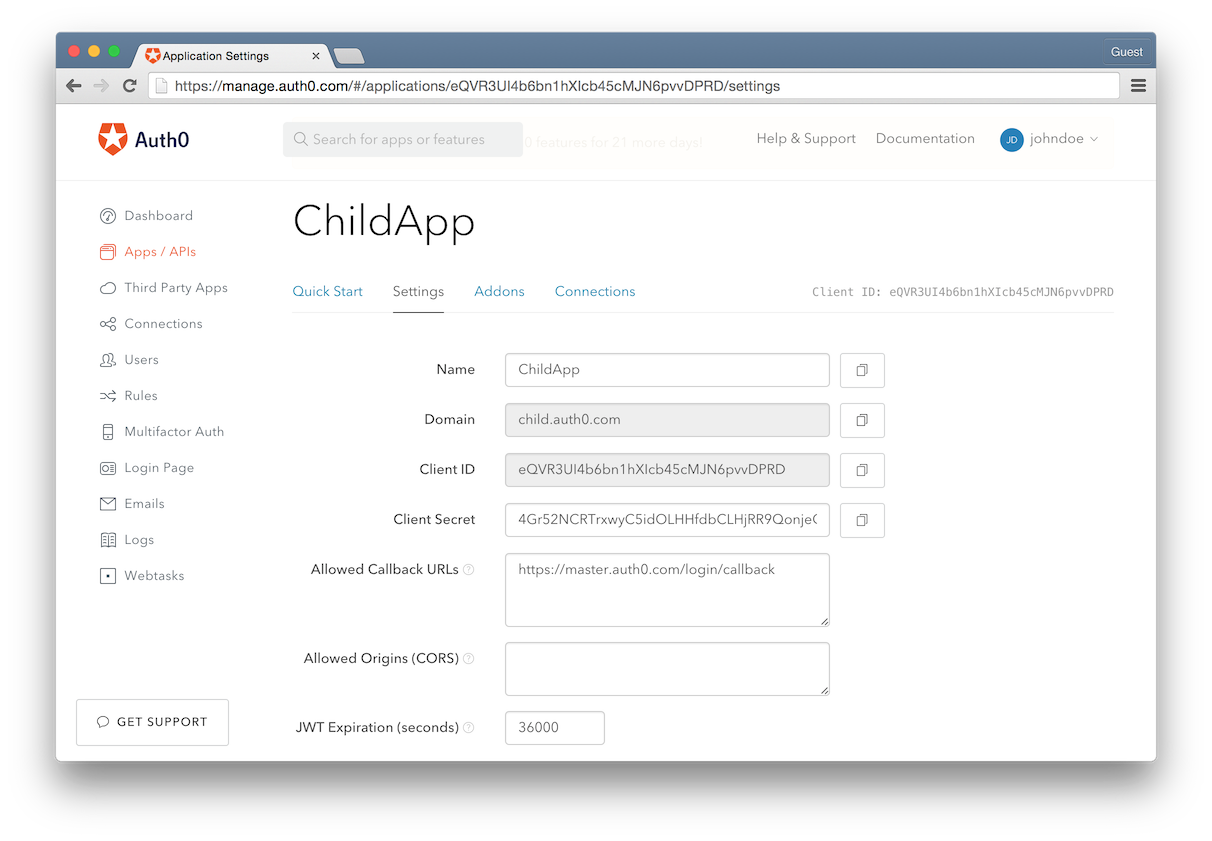 Application Settings
Guest
https://manage.auth0.com/#/applications/eQVR3UI4b6bn1hXIcb45cMJN6pvvDPRD/settings
Auth0
Search for apps or features
0 features for 21 more days!
Help & Support
Documentation
JD
johndoe
Dashboard
Apps / APIs
Third Party Apps
Connections
Users
Rules
Multifactor Auth
Login Page
Emails
Logs
Webtasks
GET SUPPORT
ChildApp
Quick Start
Settings
Addons
Connections
Client ID: eQVR3UI4b6bn1hXIcb45cMJN6pvvDPRD
Name
ChildApp
Domain
child.auth0.com
Client ID
eQVR3UI4b6bn1hXIcb45cMJN6pvvDPRD
Client Secret
4Gr52NCRTrxwyC5idOLHHfdbCLHjRR9Qonje
Allowed Callback URLs
https://master.auth0.com/login/callback
Allowed Origins (CORS)
JWT Expiration (seconds)
36000